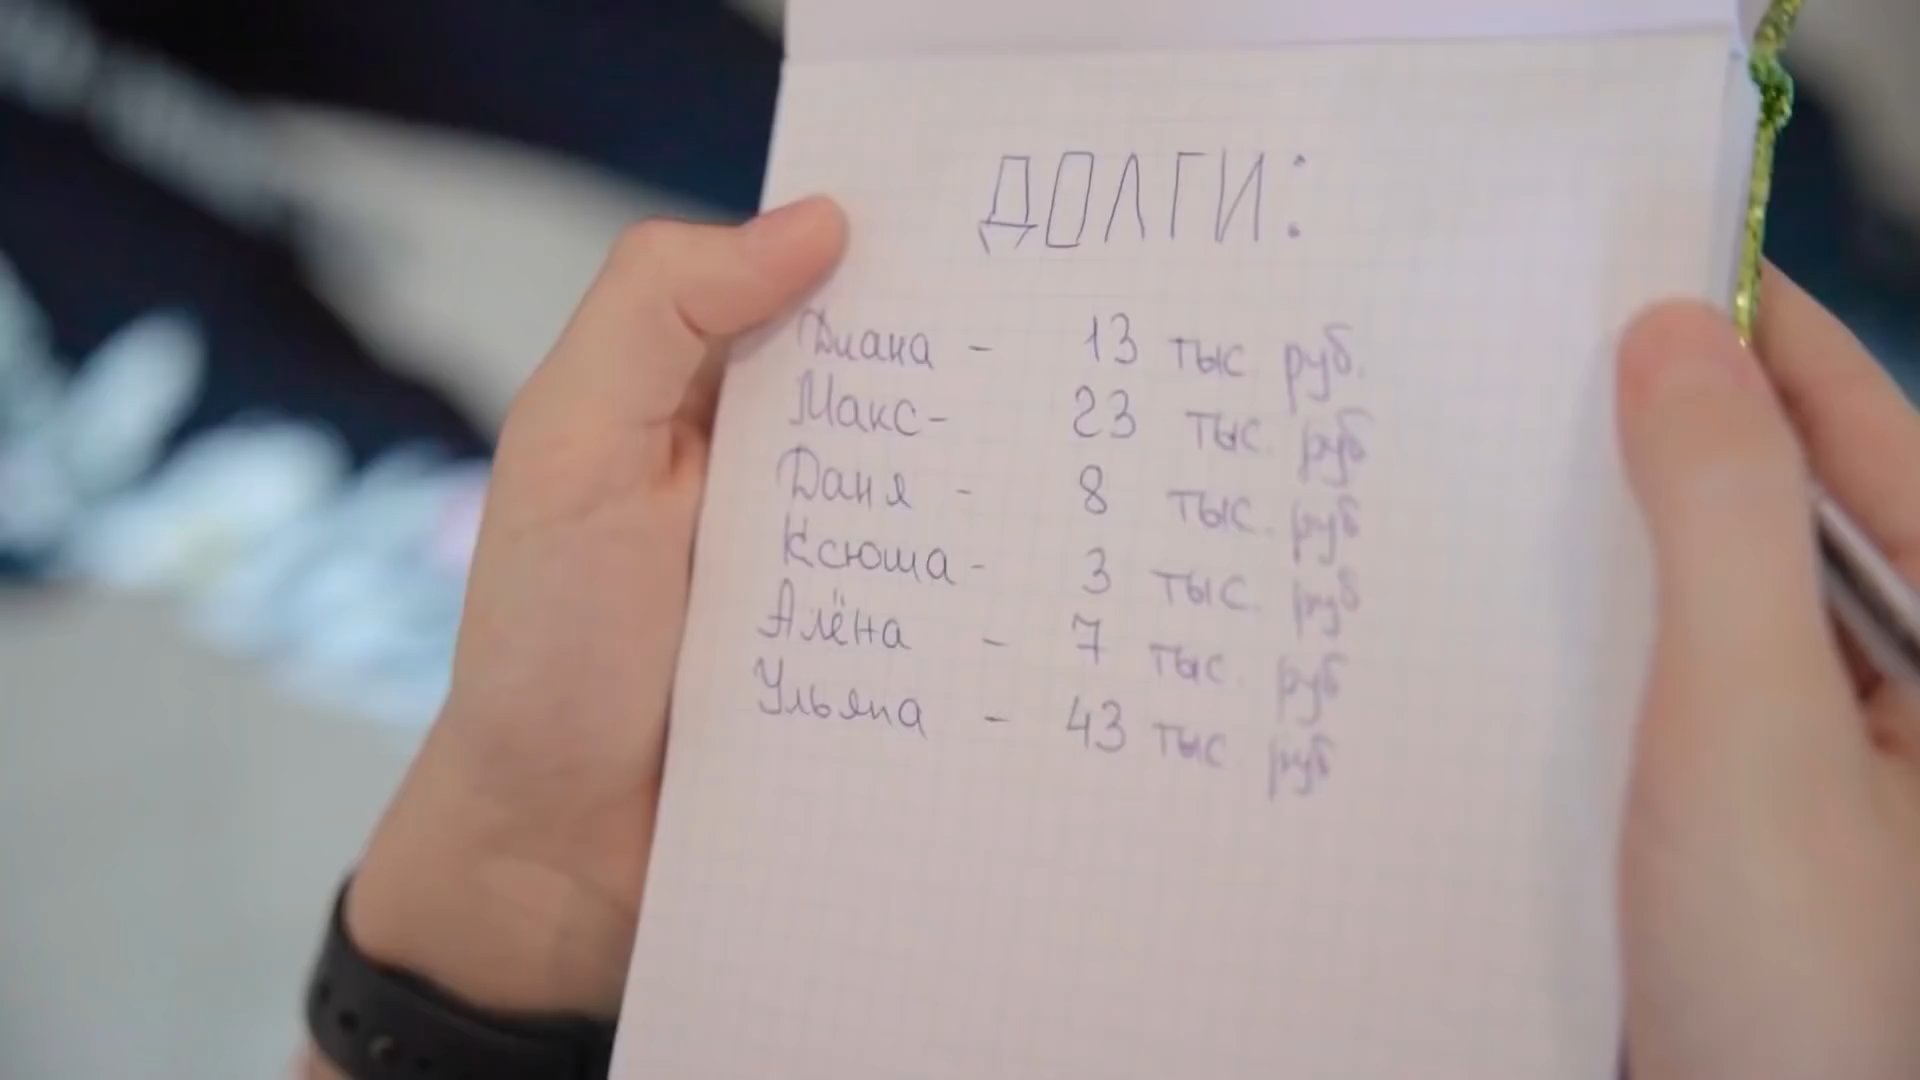 ДОЛГИ:
Диана - 13 тыс руб.
Макс - 23 тыс. руб
Даня - 8 тыс. руб
Ксюша - 3 тыс. руб
Алёна - 7 тыс. руб
Ульяна - 43 тыс руб